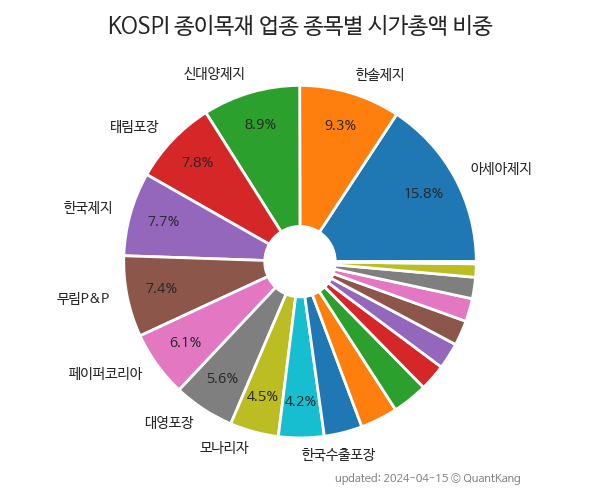 KOSPI 종이목재 업종 종목별 시가총액 비중
한솔제지
신대양제지
9.3%
8.9%
태림포장
아세아제지
7.8%
15.8%
한국제지
7.7%
무림P&P
7.4%
6.1%
페이퍼코리아
5.6%
4.5%
4.2%
대영포장
모나리자
한국수출포장
updated: 2024-04-15 © QuantKang